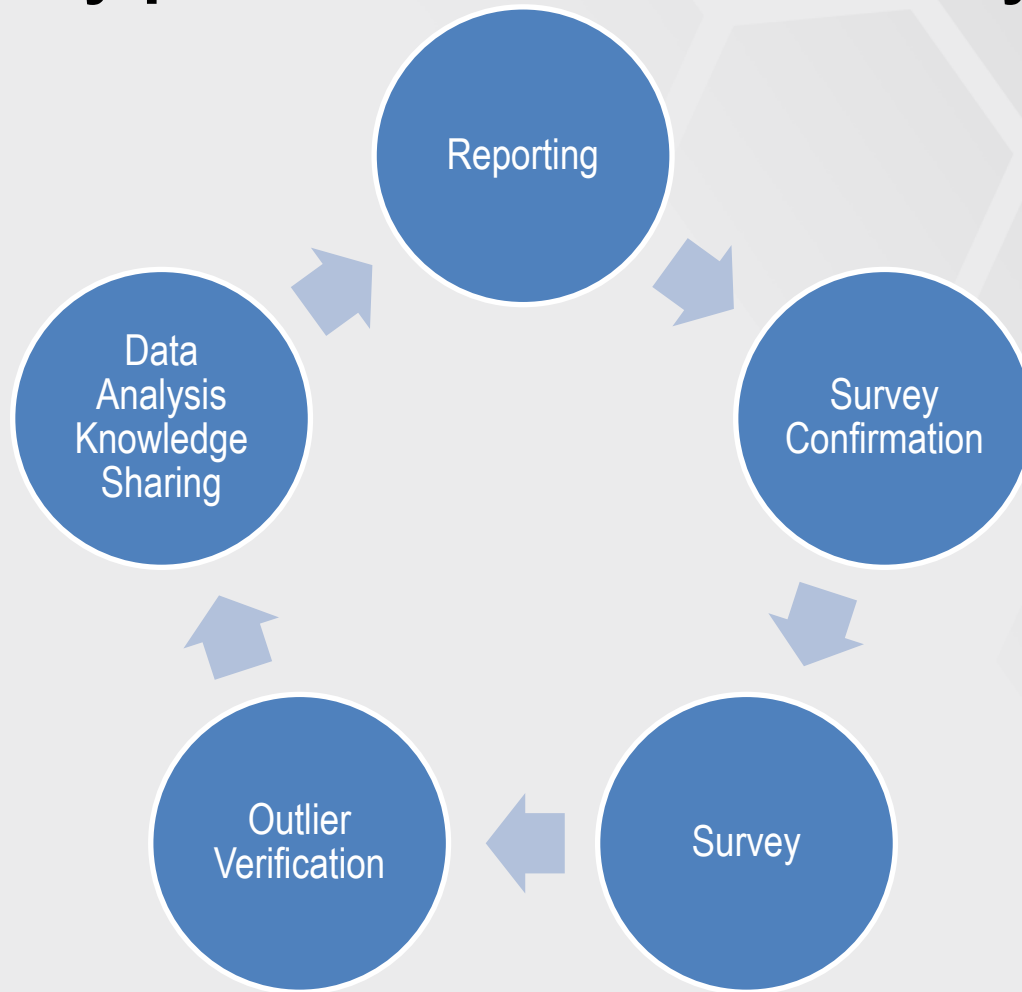 Reporting
Survey
Confirmation
Survey
Outlier
Verification
Data
Analysis
Knowledge
Sharing